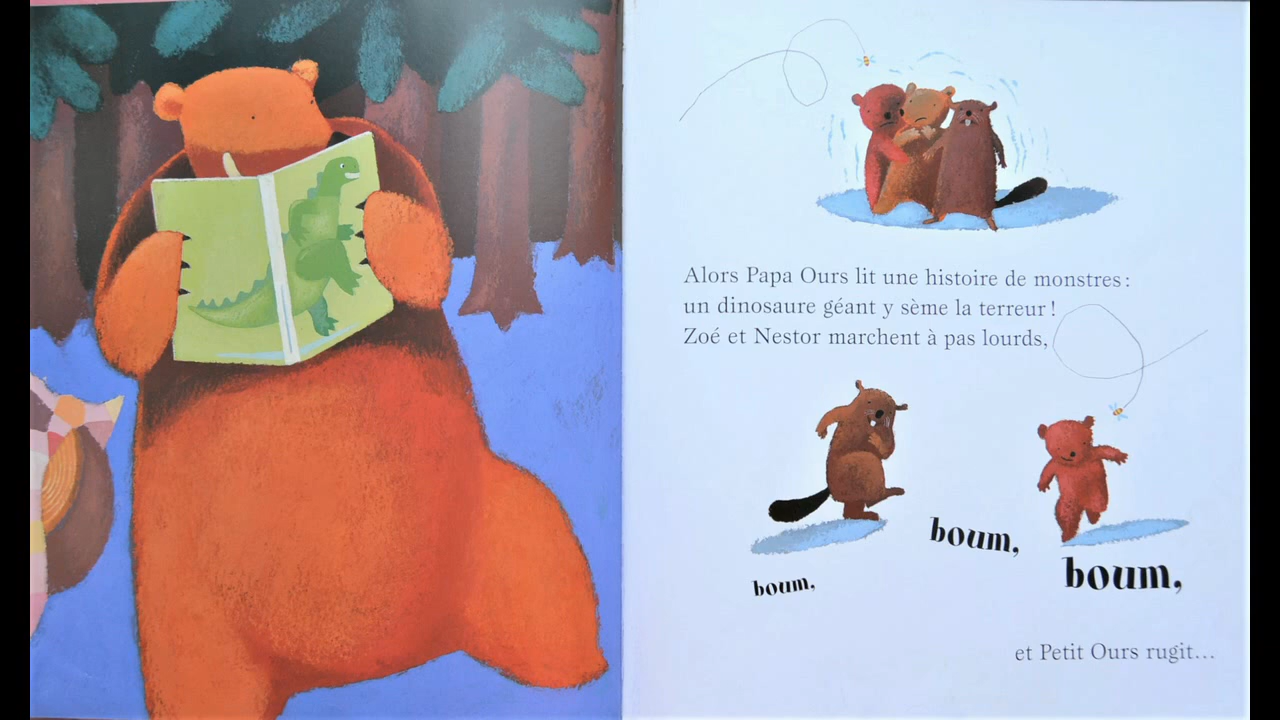 Alors Papa Ours lit une histoire de monstres :
un dinosaure géant y sème la terreur !
Zoé et Nestor marchent à pas lourds,
boum,
boum,
boum,
et Petit Ours rugit...